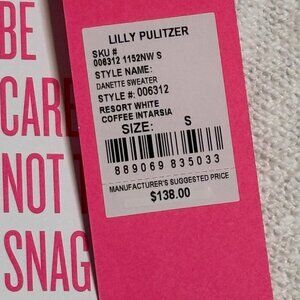 BE
CARE
NOT
SNAG
LILLY PULITZER
SKU #
006312 1152NW S
STYLE NAME:
DANETTE SWEATER
STYLE #: 006312
RESORT WHITE
COFFEE INTARSIA
SIZE: S
889069 835033
MANUFACTURER'S SUGGESTED PRICE
$138.00